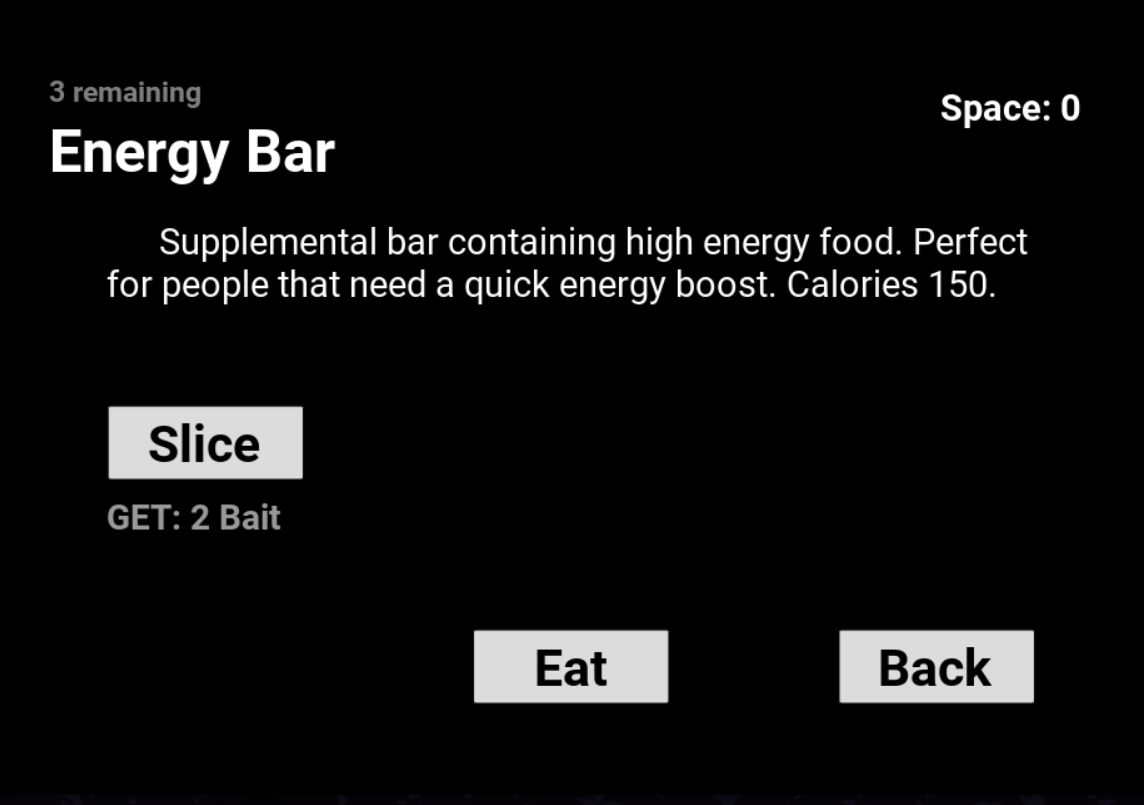 3 remaining
Space: 0
Energy Bar
Supplemental bar containing high energy food. Perfect
for people that need a quick energy boost. Calories 150.
Slice
GET: 2 Bait
Eat
Back